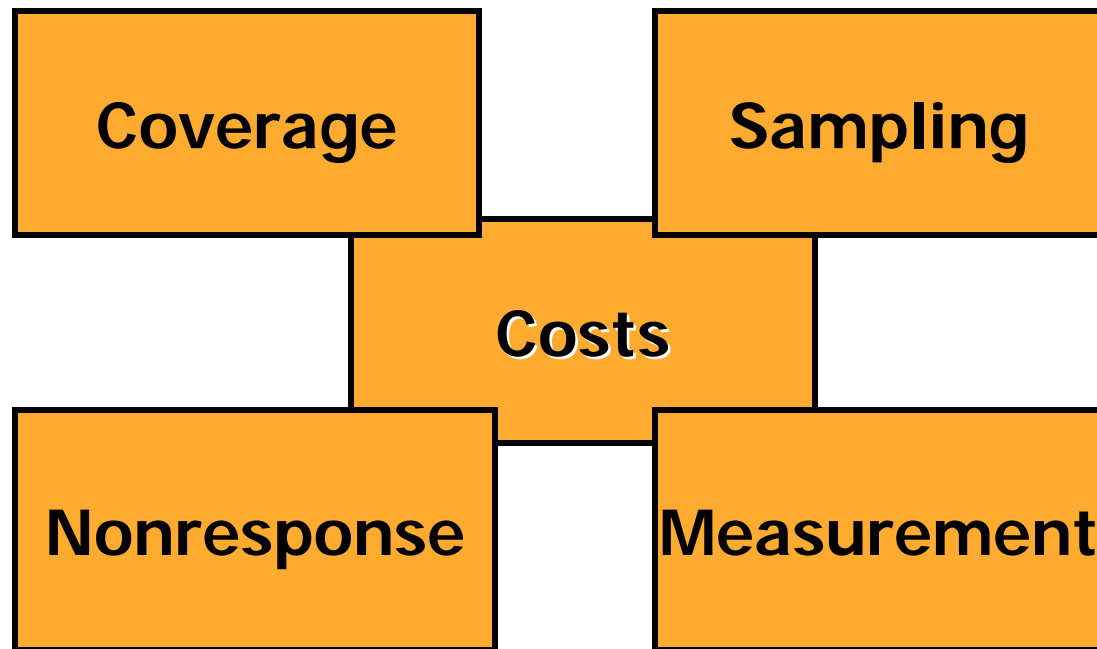 Coverage
Sampling
Costs
Nonresponse
Measurement